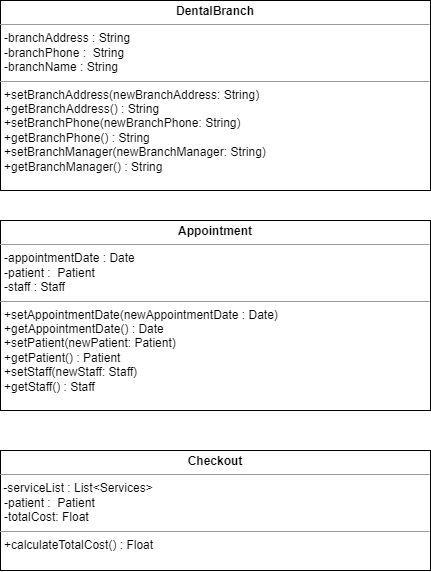 DentalBranch
-branchAddress : String
-branchPhone :  String
-branchName : String
+setBranchAddress(newBranchAddress: String)
+getBranchAddress() : String
+setBranchPhone(newBranchPhone: String)
+getBranchPhone() : String
+setBranchManager(newBranchManager: String)
+getBranchManager() : String
Appointment
-appointmentDate : Date
-patient :  Patient
-staff : Staff
+setAppointmentDate(newAppointmentDate : Date)
+getAppointmentDate() : Date
+setPatient(newPatient: Patient)
+getPatient() : Patient
+setStaff(newStaff: Staff)
+getStaff() : Staff
Checkout
-serviceList : List<Services>
-patient :  Patient
-totalCost: Float
+calculateTotalCost() : Float